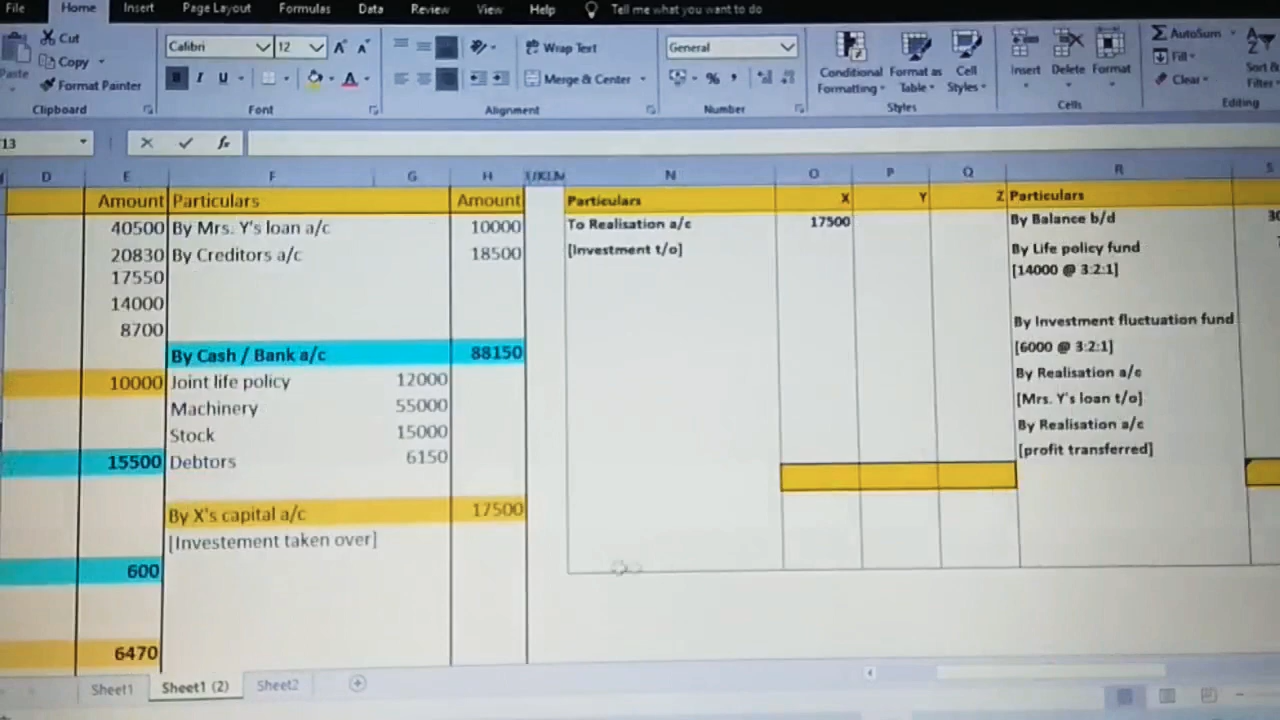 File Home Insert Page Layout Formulas Data Review View Help Tell me what you want to do
Cut Calibri 12 Wrap Text General AutoSum
Paste Copy Merge & Center Conditional Formatting Format as Table Cell Styles Insert Delete Format Fill Sort & Filter
Format Painter B I U % Clear
Clipboard Font Alignment Number Styles Cells Editing
13 fx
D E F G H N O P Q R S
Amount Particulars Amount Particulars X Y Z Particulars
40500 By Mrs. Y's loan a/c 10000 To Realisation a/c 17500 By Balance b/d
20830 By Creditors a/c 18500 [Investment t/o] By Life policy fund
17550 [14000 @ 3:2:1]
14000
8700 By Investment fluctuation fund
By Cash / Bank a/c 88150 [6000 @ 3:2:1]
10000 Joint life policy 12000 By Realisation a/c
Machinery 55000 [Mrs. Y's loan t/o]
Stock 15000 By Realisation a/c
15500 Debtors 6150 [profit transferred]
By X's capital a/c 17500
[Investement taken over]
600
6470
Sheet1 Sheet1 (2) Sheet2